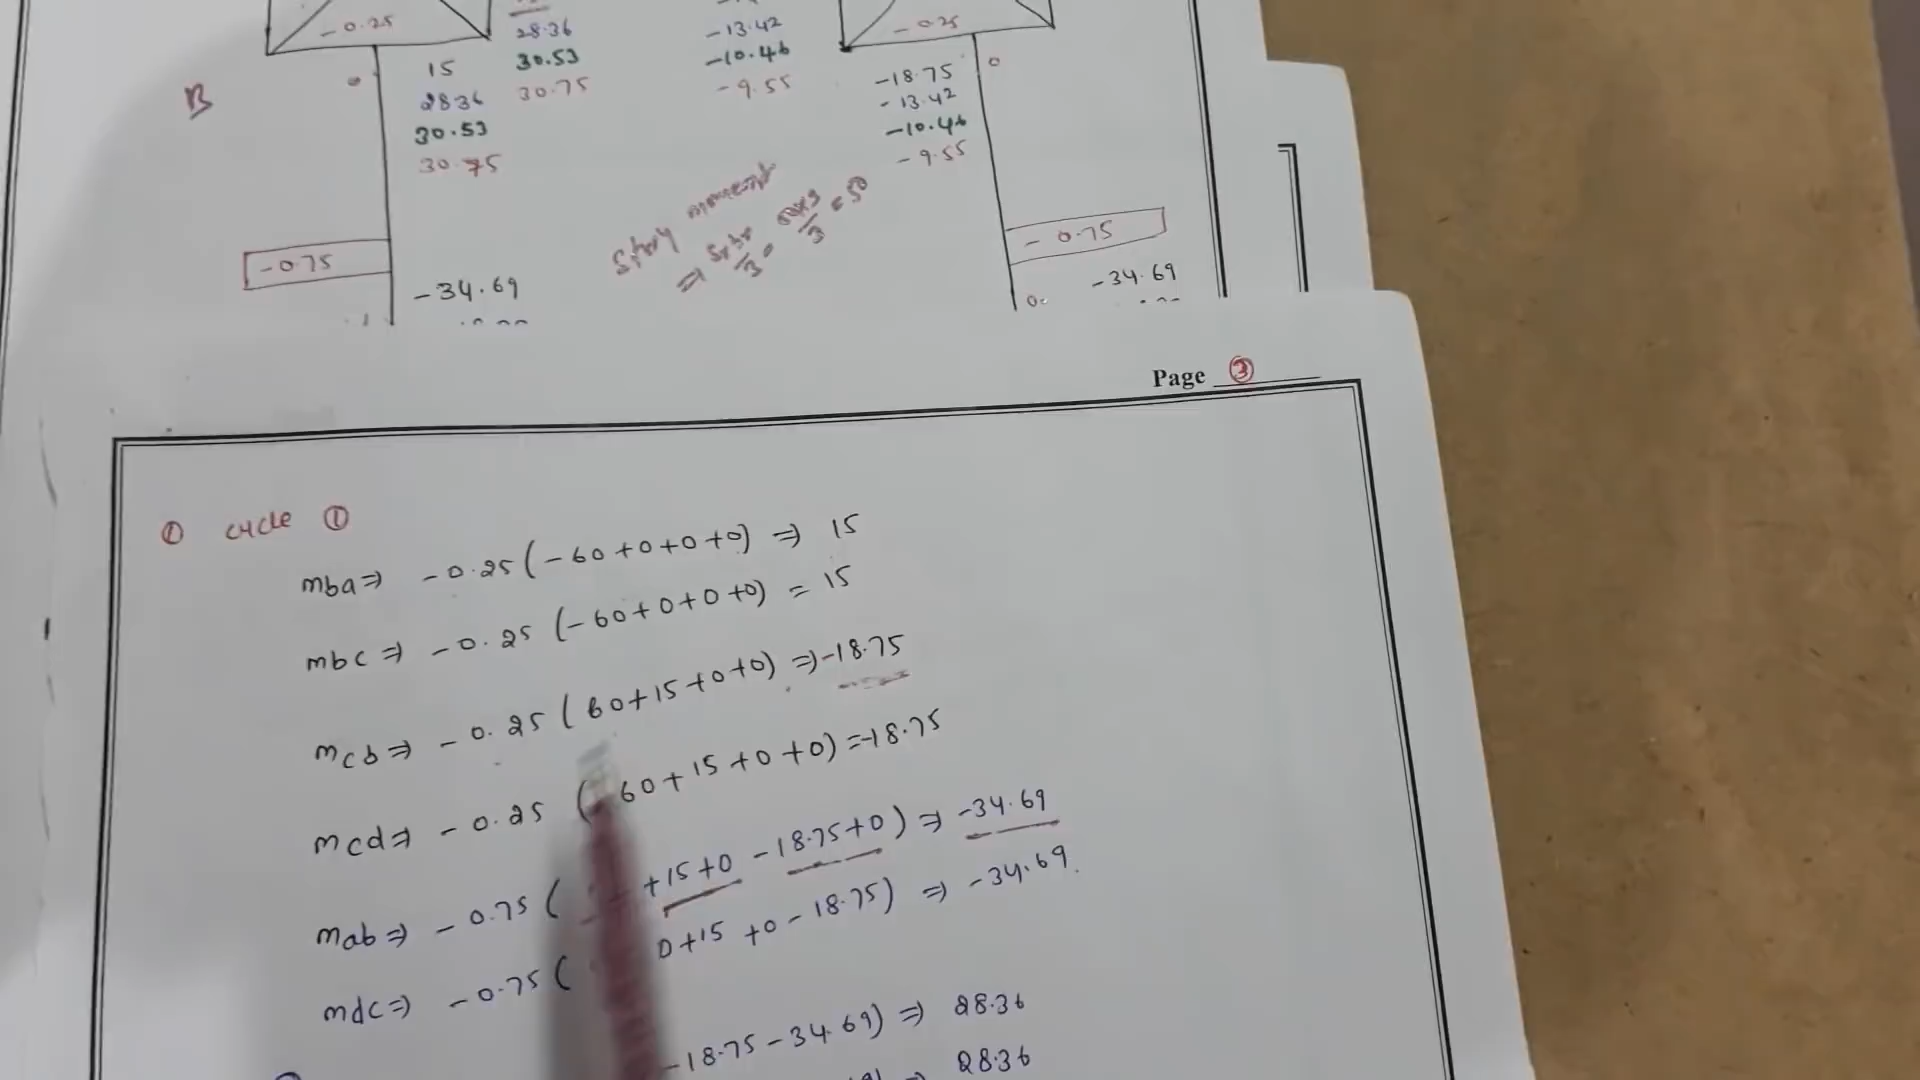 - 0.25
28.36
-13.42
- 0.25
B
15
30.53
-10.46
-18.75
0
2836
30.75
-9.55
-13.42
30.53
-10.46
30.75
-9.55
story moment
-0.75
-34.69
- 0.75
-34.69
Page 3
① cycle ①
mba⇒ -0.25(-60+0+0+0) ⇒ 15
mbc⇒ -0.25 (-60+0+0+0) = 15
mcb⇒ -0.25 (60+15+0+0) ⇒-18.75
mcd⇒ -0.25 ( 60+15+0+0) =-18.75
mab⇒ -0.75 ( +15+0 -18.75+0) ⇒ -34.69
mdc⇒ -0.75( 0+15 +0-18.75) ⇒ -34.69.
-18.75-34.69) ⇒ 28.36
28.36